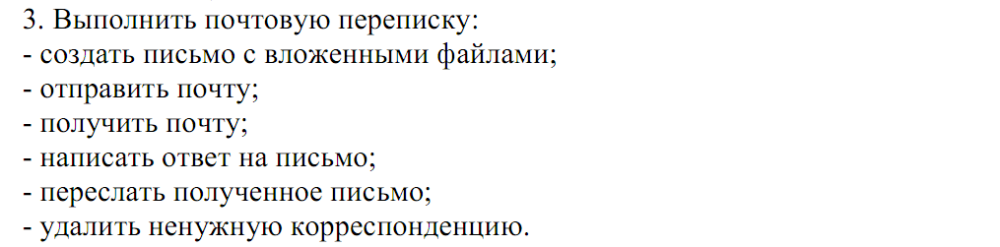 3. Выполнить почтовую переписку:
- создать письмо с вложенными файлами;
- отправить почту;
- получить почту;
- написать ответ на письмо;
- переслать полученное письмо;
- удалить ненужную корреспонденцию.